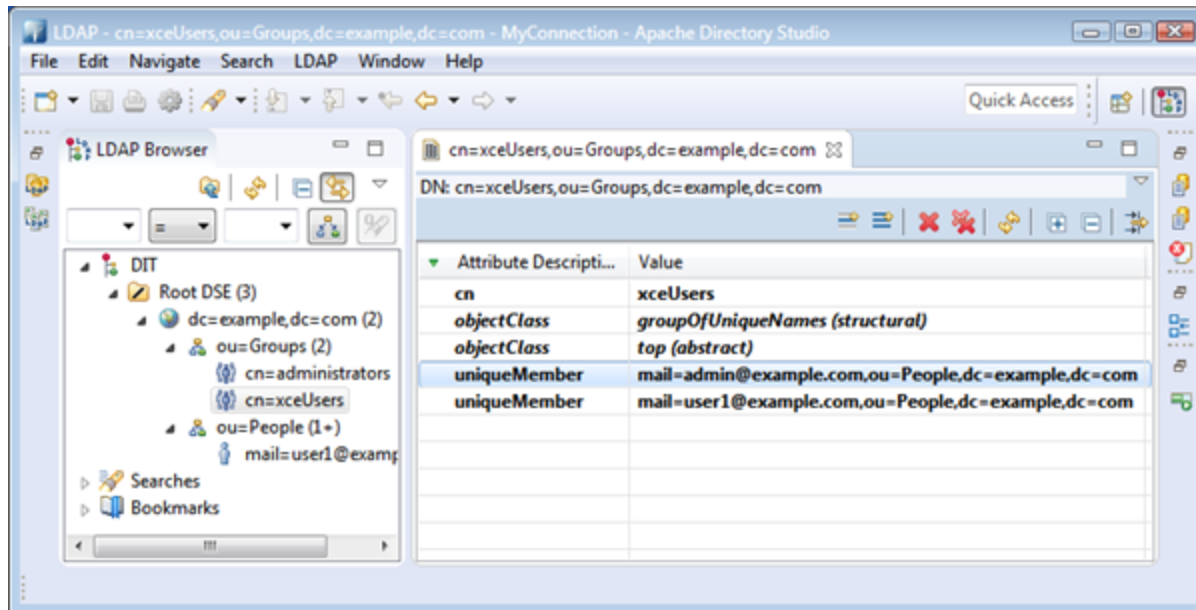 LDAP - cn=xceUsers,ou=Groups,dc=example,dc=com - MyConnection - Apache Directory Studio
File Edit Navigate Search LDAP Window Help
Quick Access
LDAP Browser
=
DIT
Root DSE (3)
dc=example,dc=com (2)
ou=Groups (2)
cn=administrators
cn=xceUsers
ou=People (1+)
mail=user1@examp
Searches
Bookmarks
cn=xceUsers,ou=Groups,dc=example,dc=com
DN: cn=xceUsers,ou=Groups,dc=example,dc=com
Attribute Descripti... Value
cn xceUsers
objectClass groupOfUniqueNames (structural)
objectClass top (abstract)
uniqueMember mail=admin@example.com,ou=People,dc=example,dc=com
uniqueMember mail=user1@example.com,ou=People,dc=example,dc=com